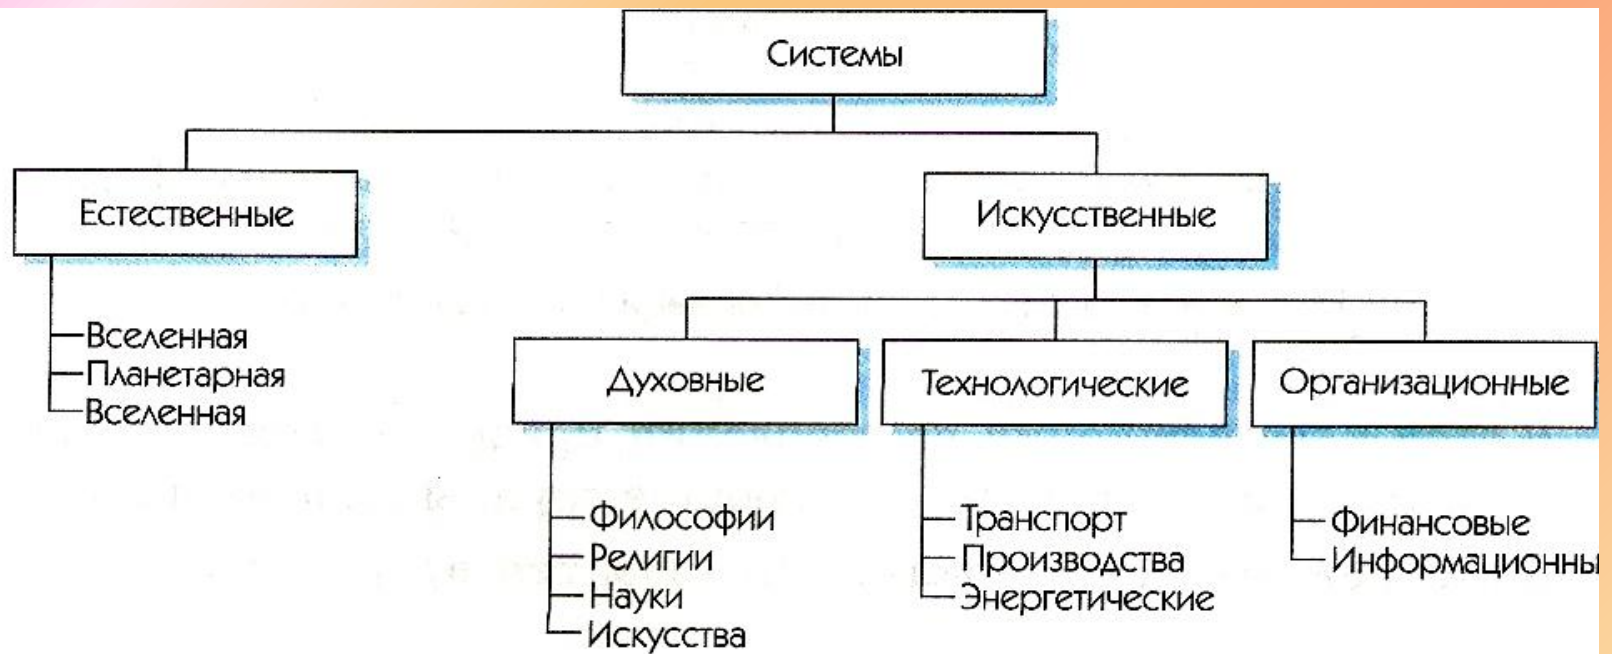 Системы
Естественные
Искусственные
Вселенная
Планетарная
Вселенная
Духовные
Технологические
Организационные
Философии
Религии
Науки
Искусства
Транспорт
Производства
Энергетические
Финансовые
Информационны